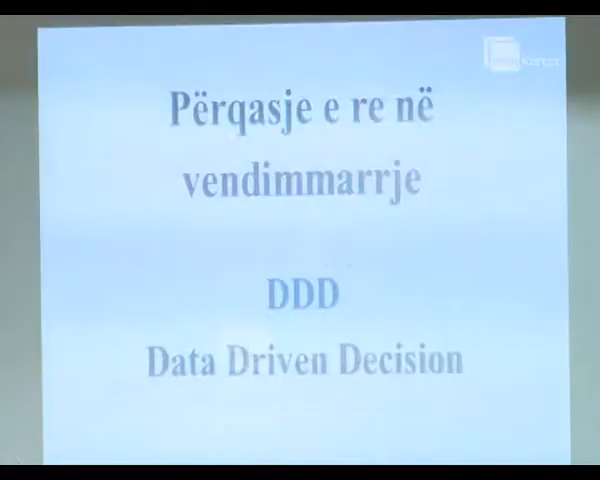 Përqasje e re në
vendimmarrje
DDD
Data Driven Decision